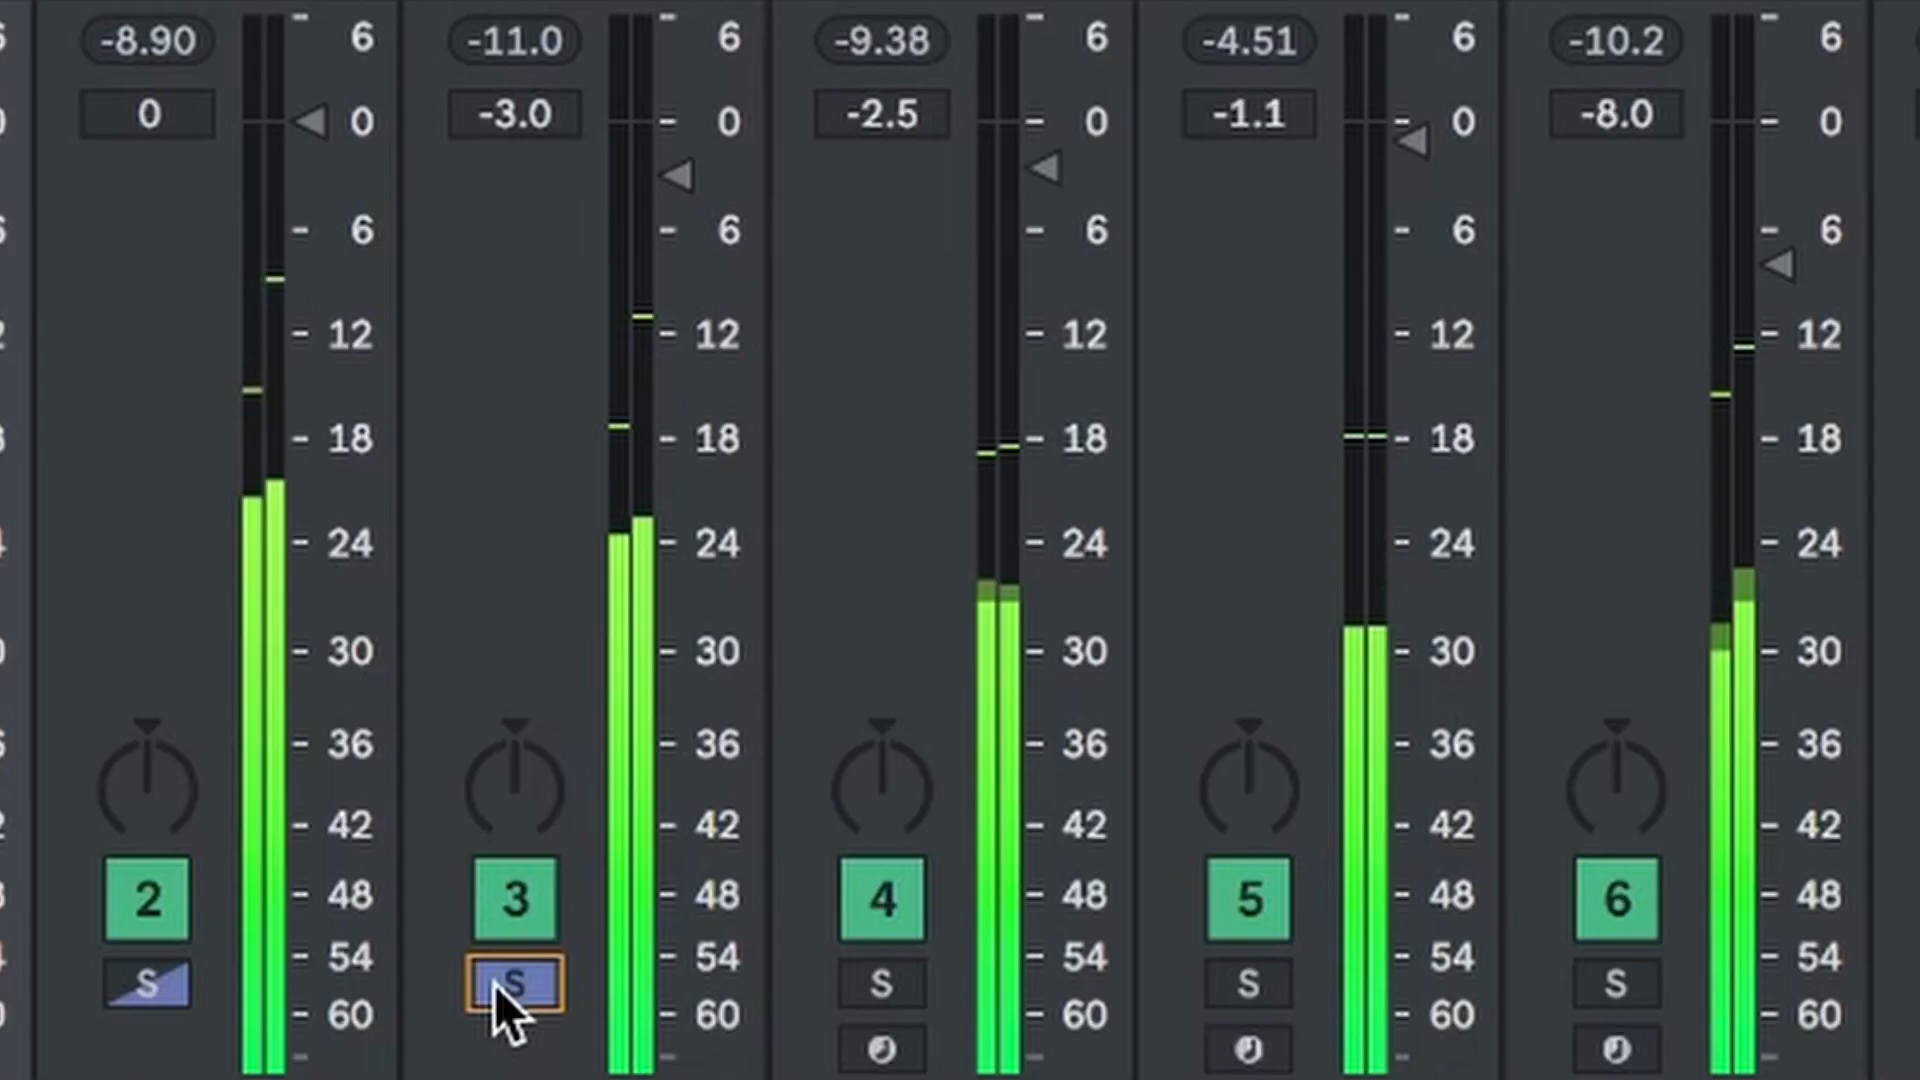 -8.90 6 -11.0 6 -9.38 6 -4.51 6 -10.2 6
0 0 -3.0 0 -2.5 0 -1.1 0 -8.0 0
6 6 6 6 6
12 12 12 12 12
18 18 18 18 18
24 24 24 24 24
30 30 30 30 30
36 36 36 36 36
42 42 42 42 42
2 48 3 48 4 48 5 48 6 48
54 54 54 54 54
S S S S S
60 60 60 60 60